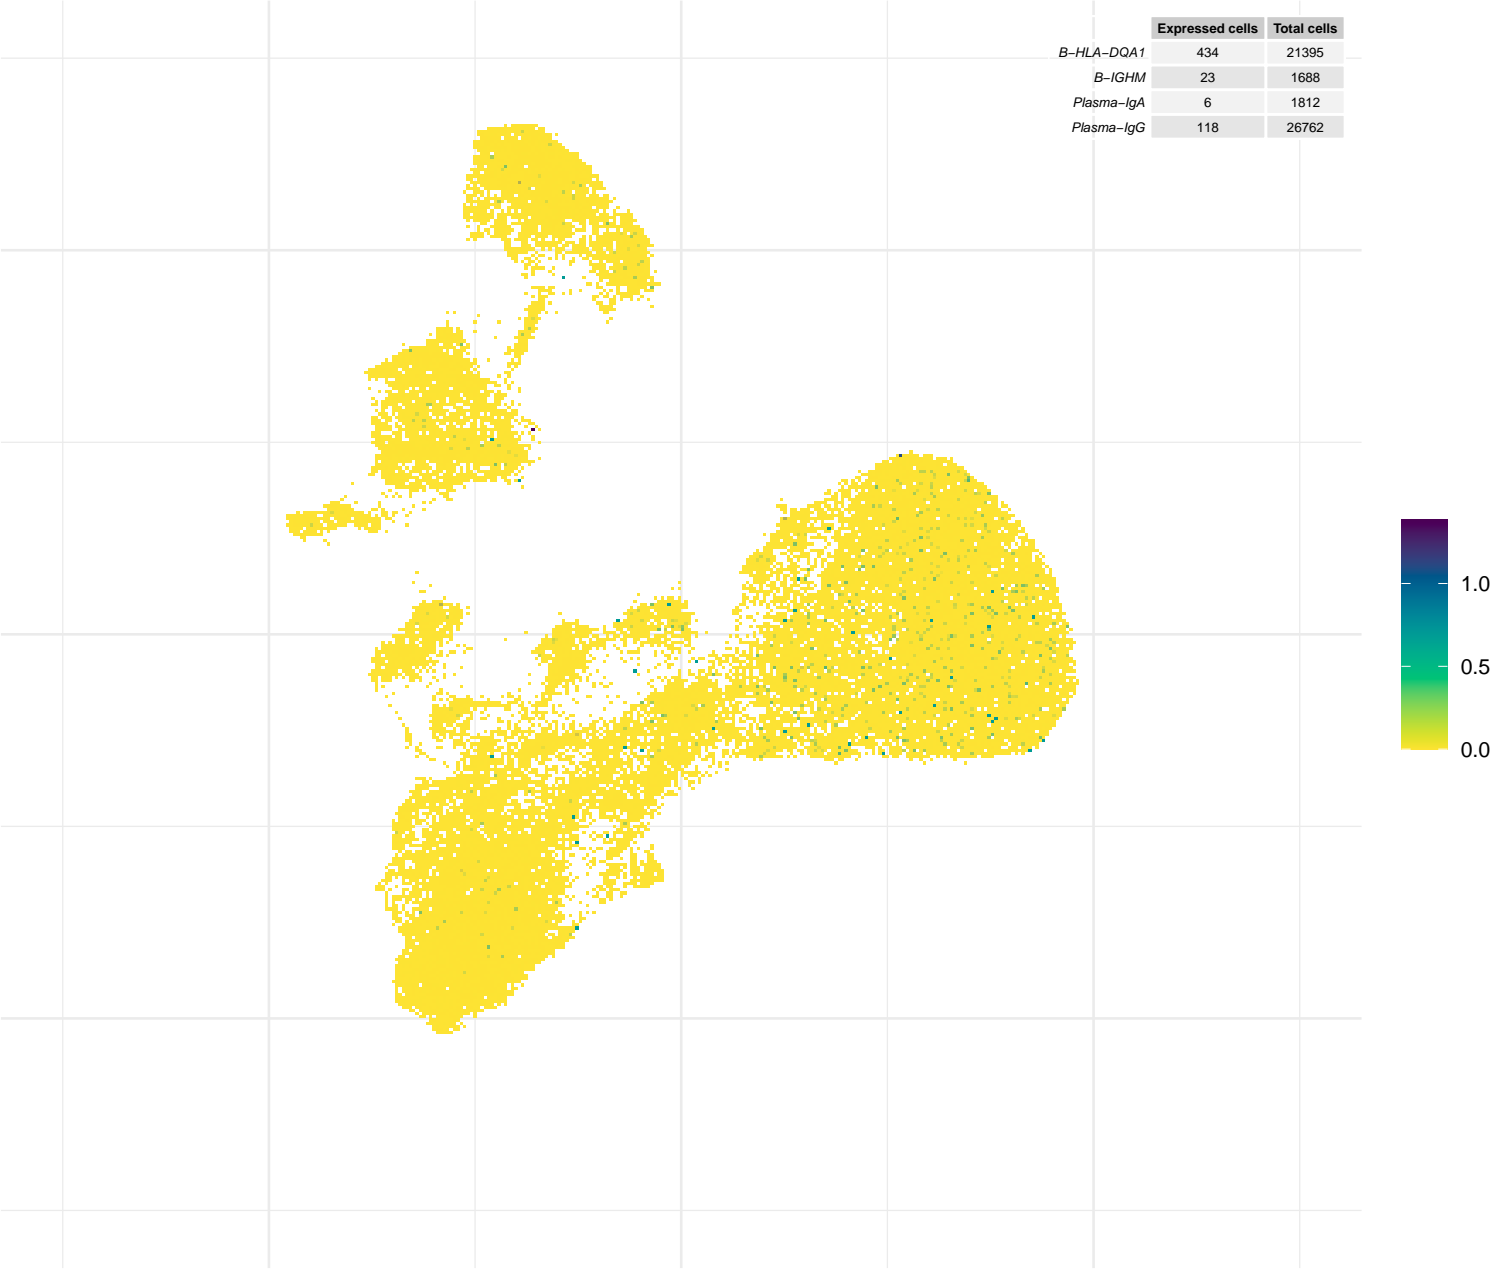 Expressed cells Total cells
B−HLA−DQA1 434 21395
B−IGHM 23 1688
Plasma−IgA 6 1812
Plasma−IgG 118 26762
1.0
0.5
0.0